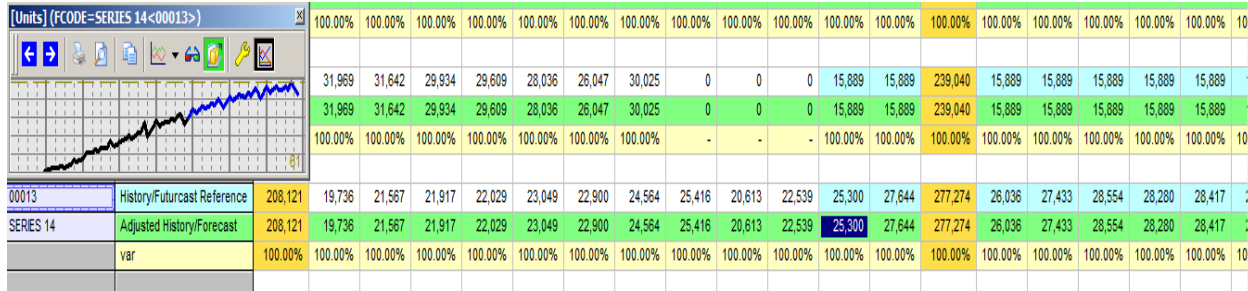 [Units] (FCODE=SERIES 14<00013>)
100.00% 100.00% 100.00% 100.00% 100.00% 100.00% 100.00% 100.00% 100.00% 100.00% 100.00% 100.00% 100.00% 100.00% 100.00% 100.00% 100.00% 100.00% 10
31,969 31,642 29,934 29,609 28,036 26,047 30,025 0 0 0 15,889 15,889 239,040 15,889 15,889 15,889 15,889 15,889
31,969 31,642 29,934 29,609 28,036 26,047 30,025 0 0 0 15,889 15,889 239,040 15,889 15,889 15,889 15,889 15,889
100.00% 100.00% 100.00% 100.00% 100.00% 100.00% 100.00% - - - 100.00% 100.00% 100.00% 100.00% 100.00% 100.00% 100.00% 100.00% 10
61
00013 History/Futurcast Reference 208,121 19,736 21,567 21,917 22,029 23,049 22,900 24,564 25,416 20,613 22,539 25,300 27,644 277,274 26,036 27,433 28,554 28,280 28,417 2
SERIES 14 Adjusted History/Forecast 208,121 19,736 21,567 21,917 22,029 23,049 22,900 24,564 25,416 20,613 22,539 25,300 27,644 277,274 26,036 27,433 28,554 28,280 28,417 2
var 100.00% 100.00% 100.00% 100.00% 100.00% 100.00% 100.00% 100.00% 100.00% 100.00% 100.00% 100.00% 100.00% 100.00% 100.00% 100.00% 100.00% 100.00% 100.00% 10